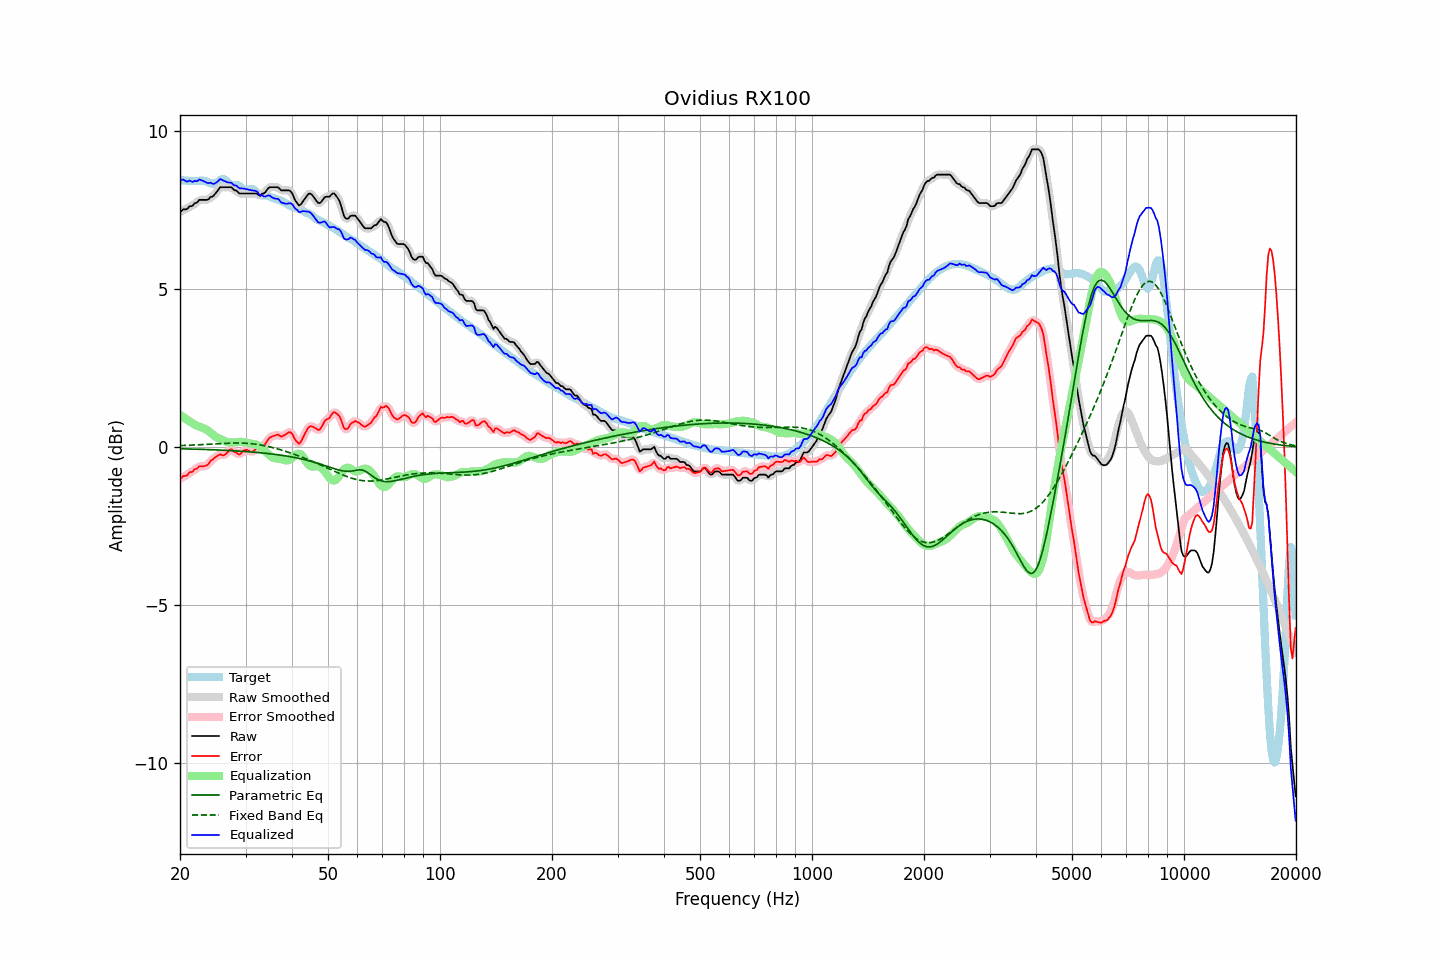 Ovidius RX100
Amplitude (dBr)
10
5
0
−5
−10
Target
Raw Smoothed
Error Smoothed
Raw
Error
Equalization
Parametric Eq
Fixed Band Eq
Equalized
20 50 100 200 500 1000 2000 5000 10000 20000
Frequency (Hz)